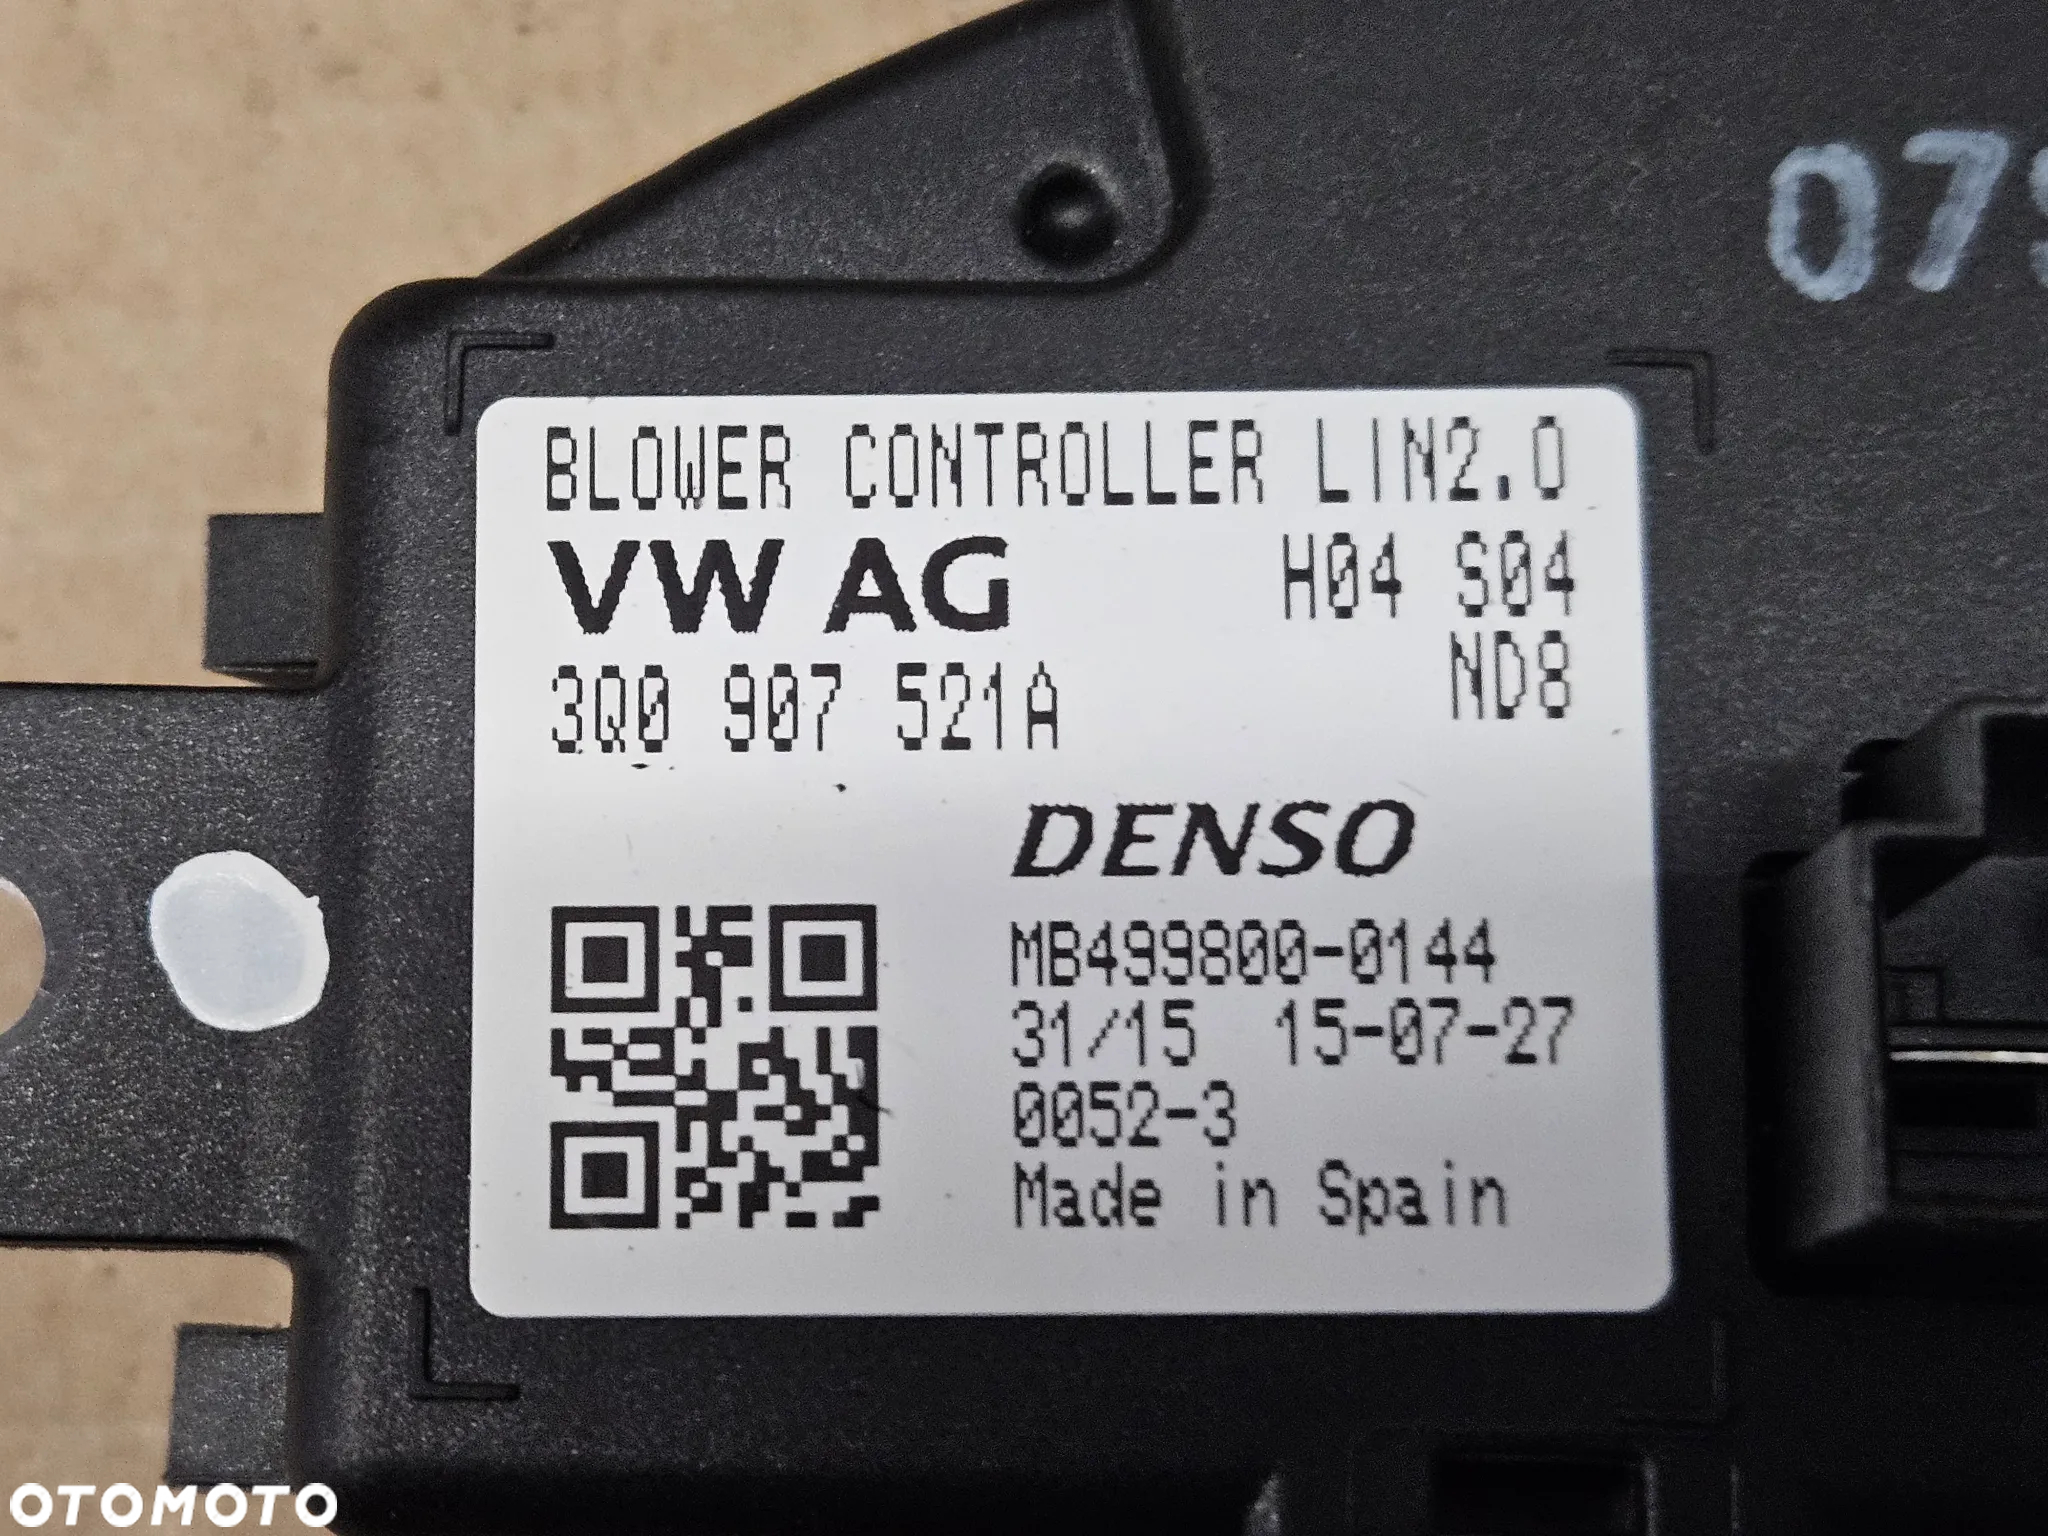 079
BLOWER CONTROLLER LIN2.0
VW AG H04 S04
ND8
3Q0 907 521A
DENSO
MB499800-0144
31/15 15-07-27
0052-3
Made in Spain
OTOMOTO